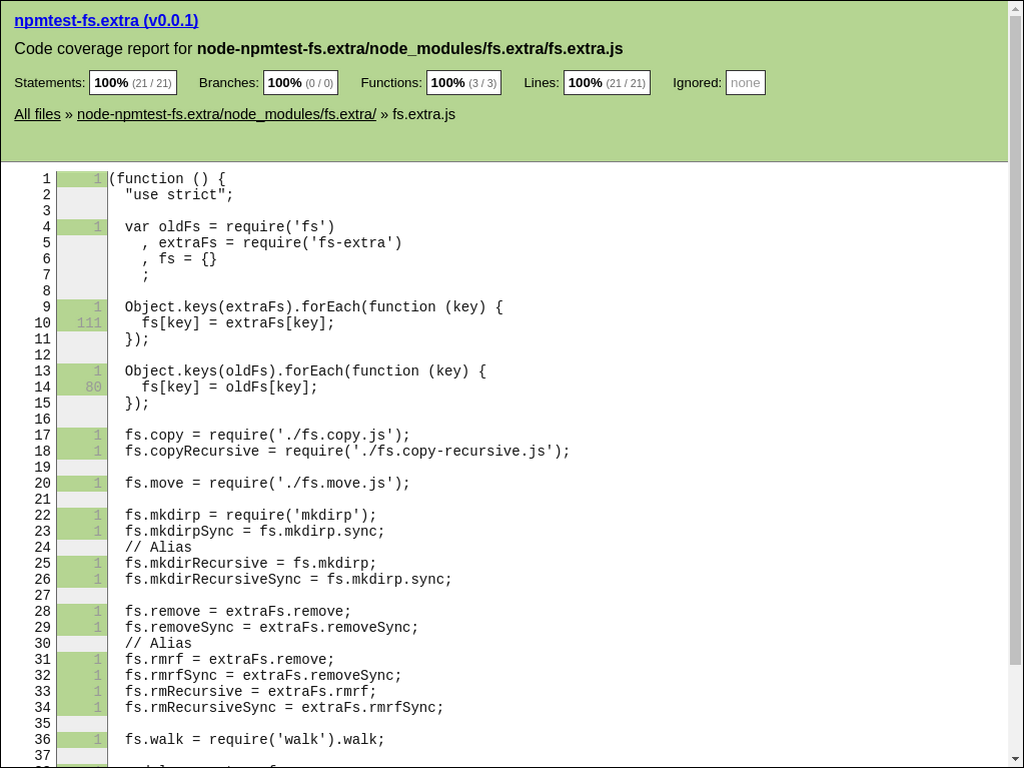 npmtest-fs.extra (v0.0.1)
Code coverage report for node-npmtest-fs.extra/node_modules/fs.extra/fs.extra.js
Statements: 100% (21 / 21) Branches: 100% (0 / 0) Functions: 100% (3 / 3) Lines: 100% (21 / 21) Ignored: none
All files » node-npmtest-fs.extra/node_modules/fs.extra/ » fs.extra.js
1 1 (function () {
2 "use strict";
3
4 1 var oldFs = require('fs')
5 , extraFs = require('fs-extra')
6 , fs = {}
7 ;
8
9 1 Object.keys(extraFs).forEach(function (key) {
10 111 fs[key] = extraFs[key];
11 });
12
13 1 Object.keys(oldFs).forEach(function (key) {
14 80 fs[key] = oldFs[key];
15 });
16
17 1 fs.copy = require('./fs.copy.js');
18 1 fs.copyRecursive = require('./fs.copy-recursive.js');
19
20 1 fs.move = require('./fs.move.js');
21
22 1 fs.mkdirp = require('mkdirp');
23 1 fs.mkdirpSync = fs.mkdirp.sync;
24 // Alias
25 1 fs.mkdirRecursive = fs.mkdirp;
26 1 fs.mkdirRecursiveSync = fs.mkdirp.sync;
27
28 1 fs.remove = extraFs.remove;
29 1 fs.removeSync = extraFs.removeSync;
30 // Alias
31 1 fs.rmrf = extraFs.remove;
32 1 fs.rmrfSync = extraFs.removeSync;
33 1 fs.rmRecursive = extraFs.rmrf;
34 1 fs.rmRecursiveSync = extraFs.rmrfSync;
35
36 1 fs.walk = require('walk').walk;
37